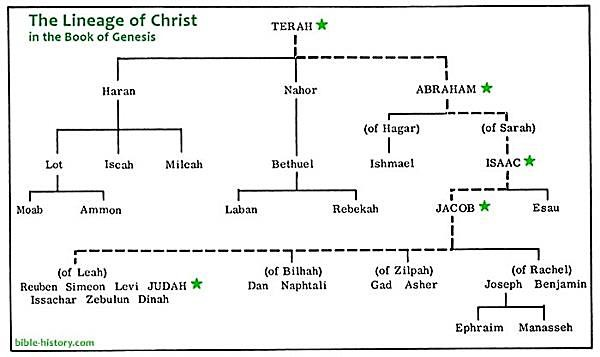 The Lineage of Christ
in the Book of Genesis
TERAH
Haran Nahor ABRAHAM
(of Hagar) (of Sarah)
Lot Iscah Milcah Bethuel Ishmael ISAAC
Moab Ammon Laban Rebekah JACOB Esau
(of Leah) (of Bilhah) (of Zilpah) (of Rachel)
Reuben Simeon Levi JUDAH Dan Naphtali Gad Asher Joseph Benjamin
Issachar Zebulun Dinah
Ephraim Manasseh
bible-history.com